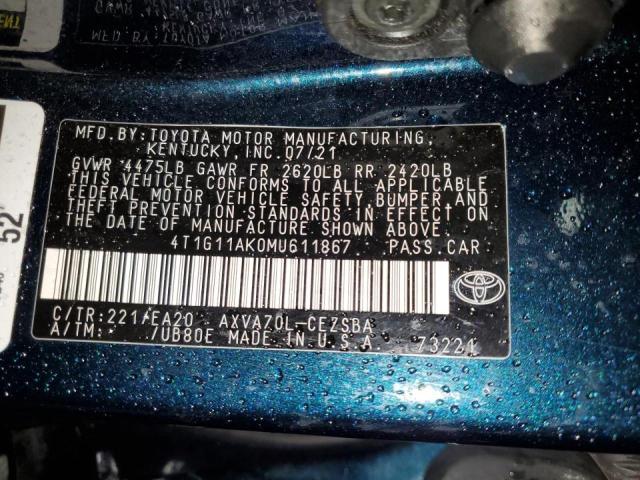 MFD.BY:TOYOTA MOTOR MANUFACTURING,
KENTUCKY,INC.07/21
GVWR 4475LB GAWR FR 2620LB RR 2420LB
THIS VEHICLE CONFORMS TO ALL APPLICABLE
FEDERAL MOTOR VEHICLE SAFETY,BUMPER,AND
THEFT PREVENTION STANDARDS IN EFFECT ON
THE DATE OF MANUFACTURE SHOWN ABOVE.
4T1G11AK0MU611867 PASS.CAR
C/TR:221/EA20 AXVA70L-CEZSBA
A/TM: /UB80E MADE IN U.S.A. 73221
52